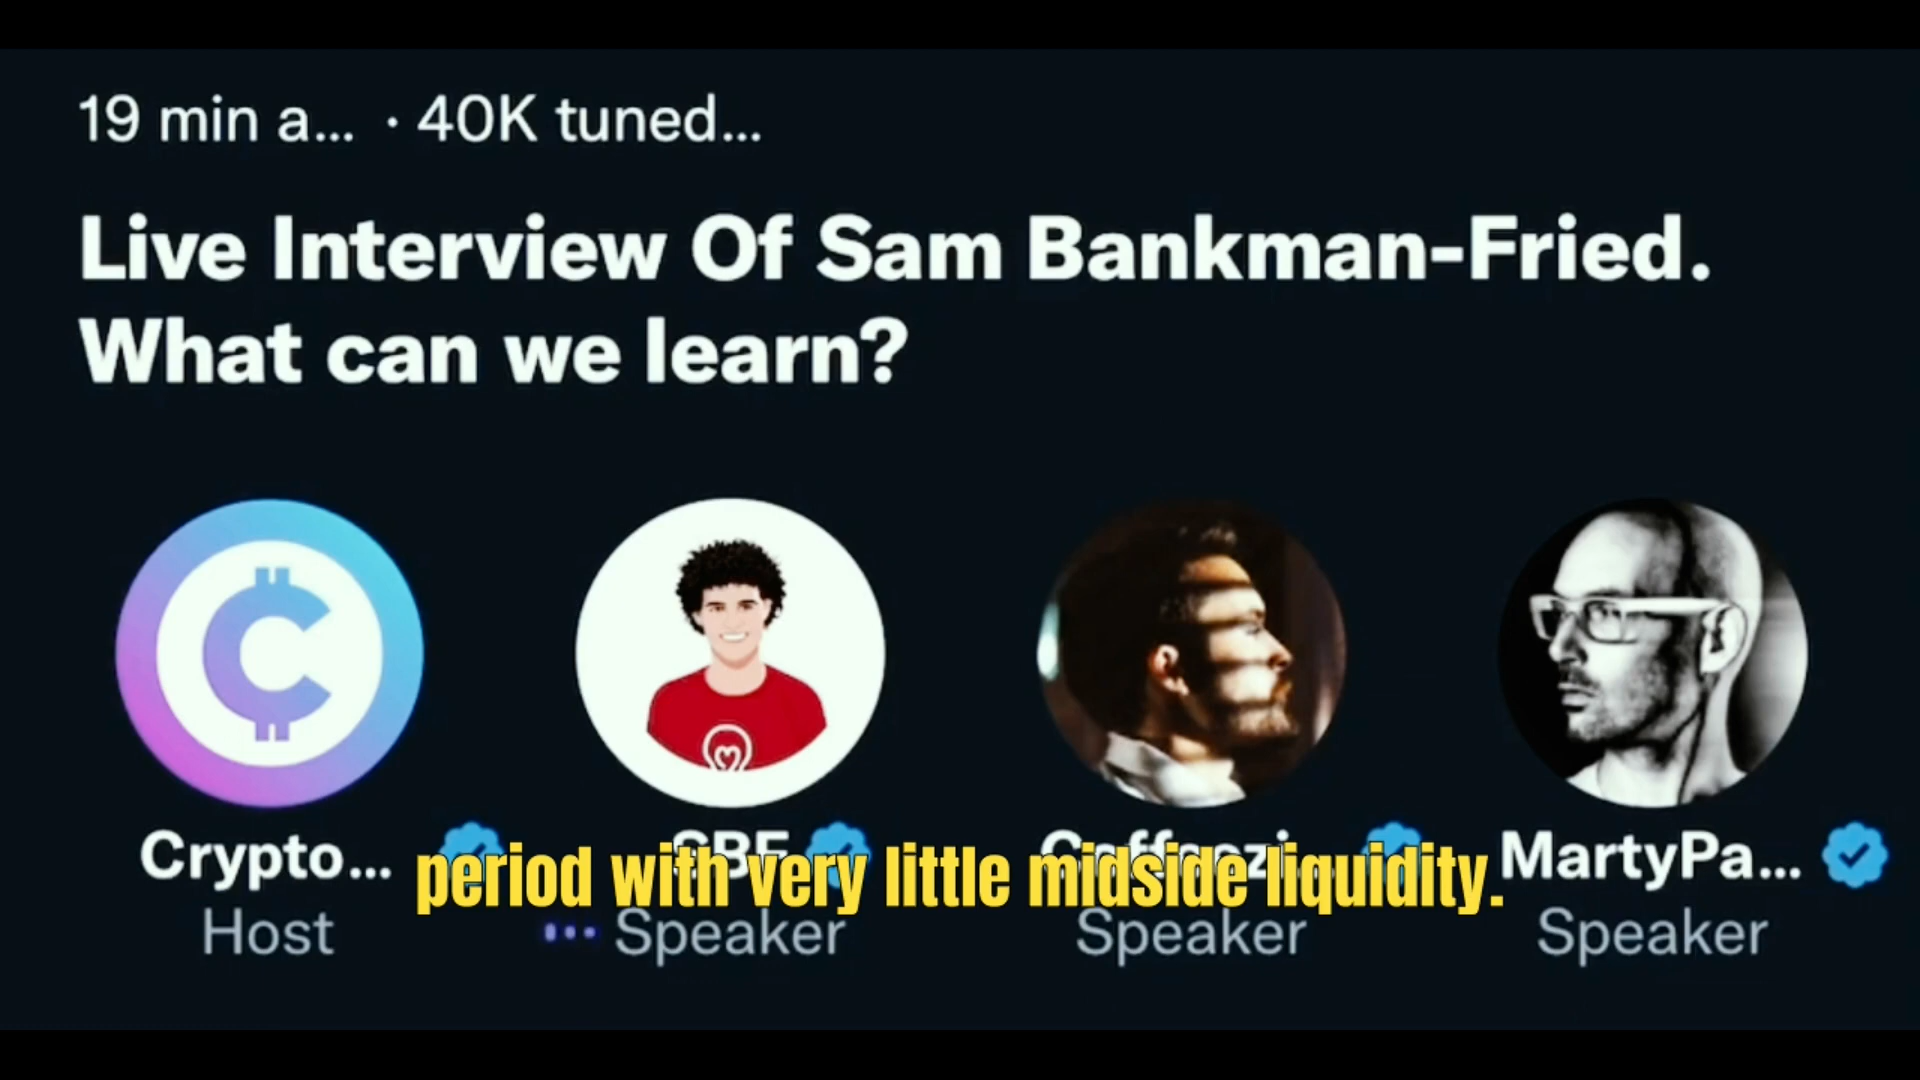 19 min a... · 40K tuned...
Live Interview Of Sam Bankman-Fried.
What can we learn?
Crypto...
SBF
MartyPa...
period with very little midside liquidity.
Host
Speaker
Speaker
Speaker